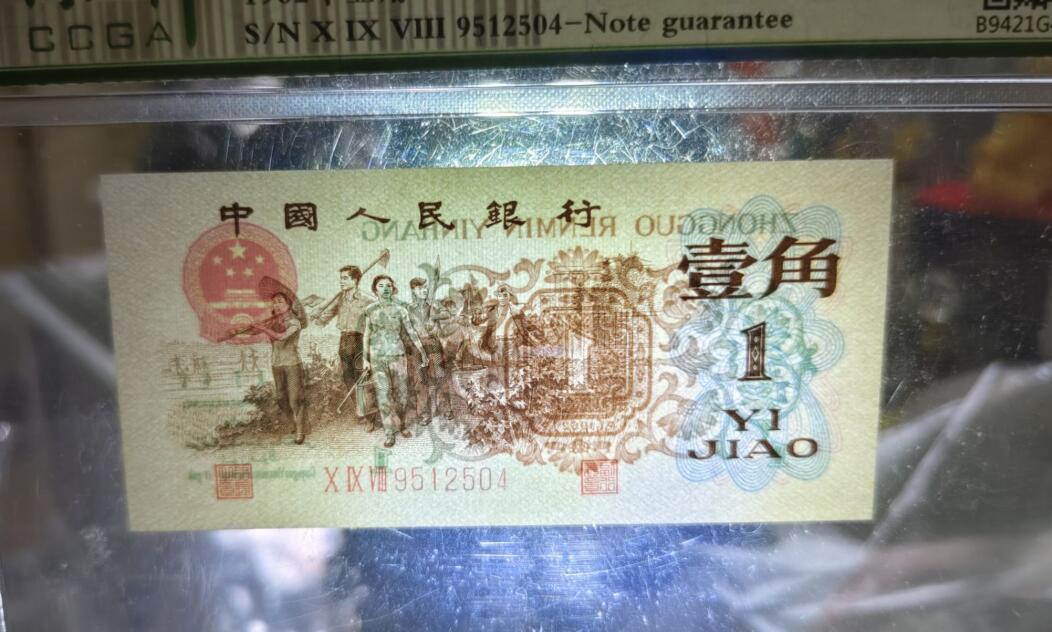 CCGA
S/N X IX VIII 9512504-Note guarantee
B9421G
中國人民銀行
ZHONGGUO RENMIN YINHANG
壹角
1
1
YI
JIAO
X IX VIII 9512504